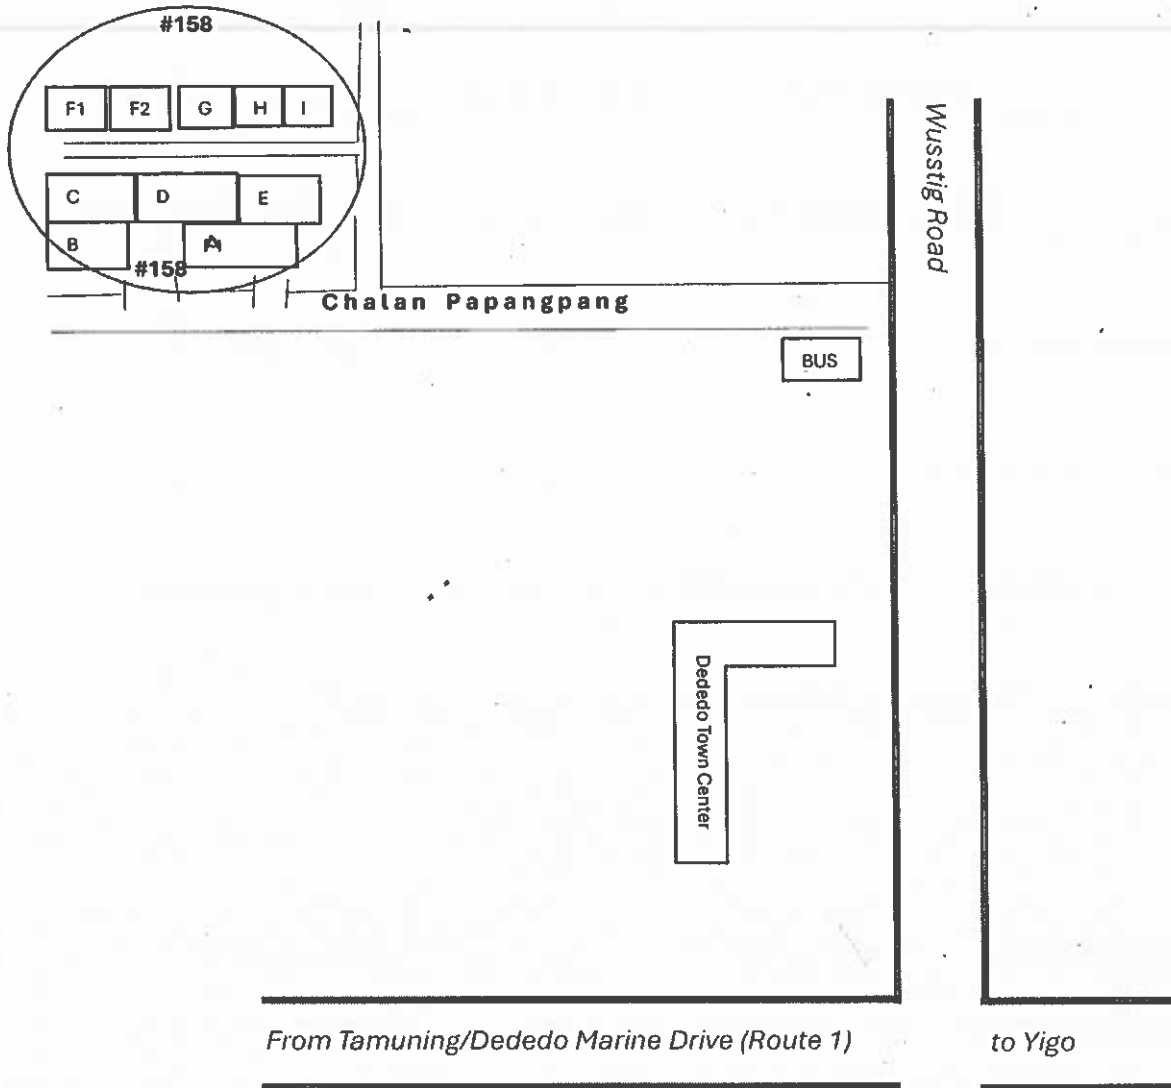 #158
F1 F2 G H I
C D E
B A
#158
Chalan Papangpang
Wusstig Road
BUS
Dededo Town Center
From Tamuning/Dededo Marine Drive (Route 1)
to Yigo